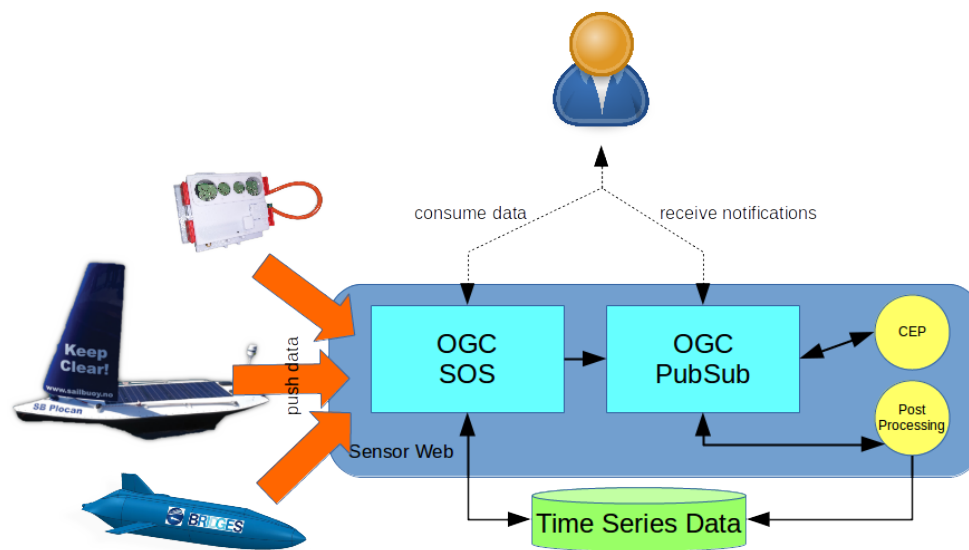 consume data
receive notifications
Keep
Clear!
www.sailbuoy.no
SB Plocan
push data
OGC
SOS
OGC
PubSub
CEP
Post
Processing
Sensor Web
BRIDGES
Time Series Data